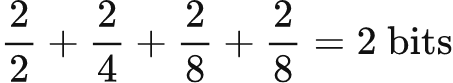 2/2 + 2/4 + 2/8 + 2/8 = 2 bits